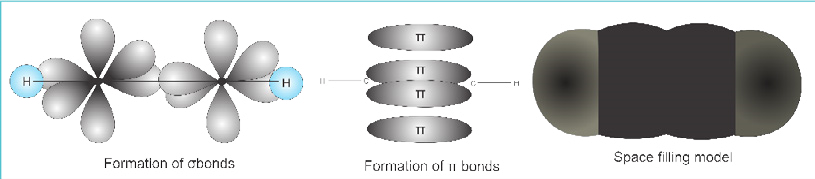 H
H
π
π
π
π
H
C
C
H
Formation of σbonds
Formation of π bonds
Space filling model